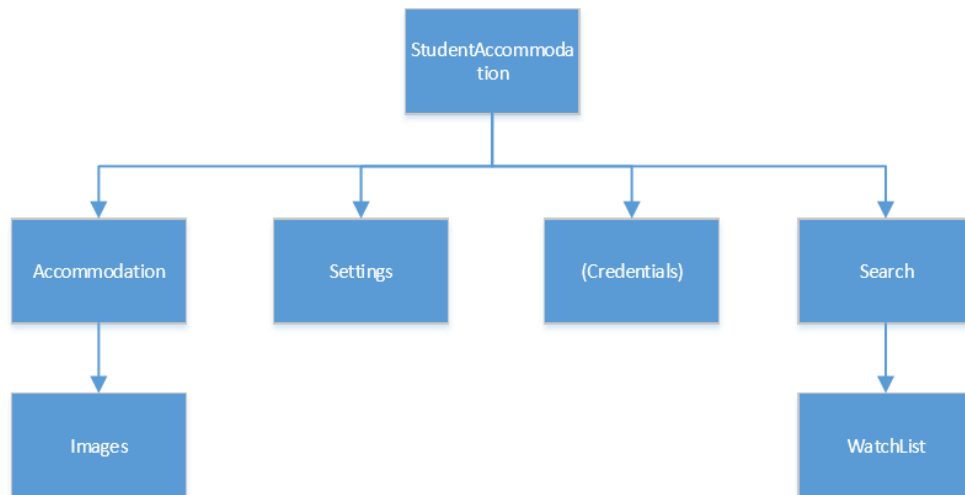 StudentAccommoda
tion
Accommodation
Settings
(Credentials)
Search
Images
WatchList